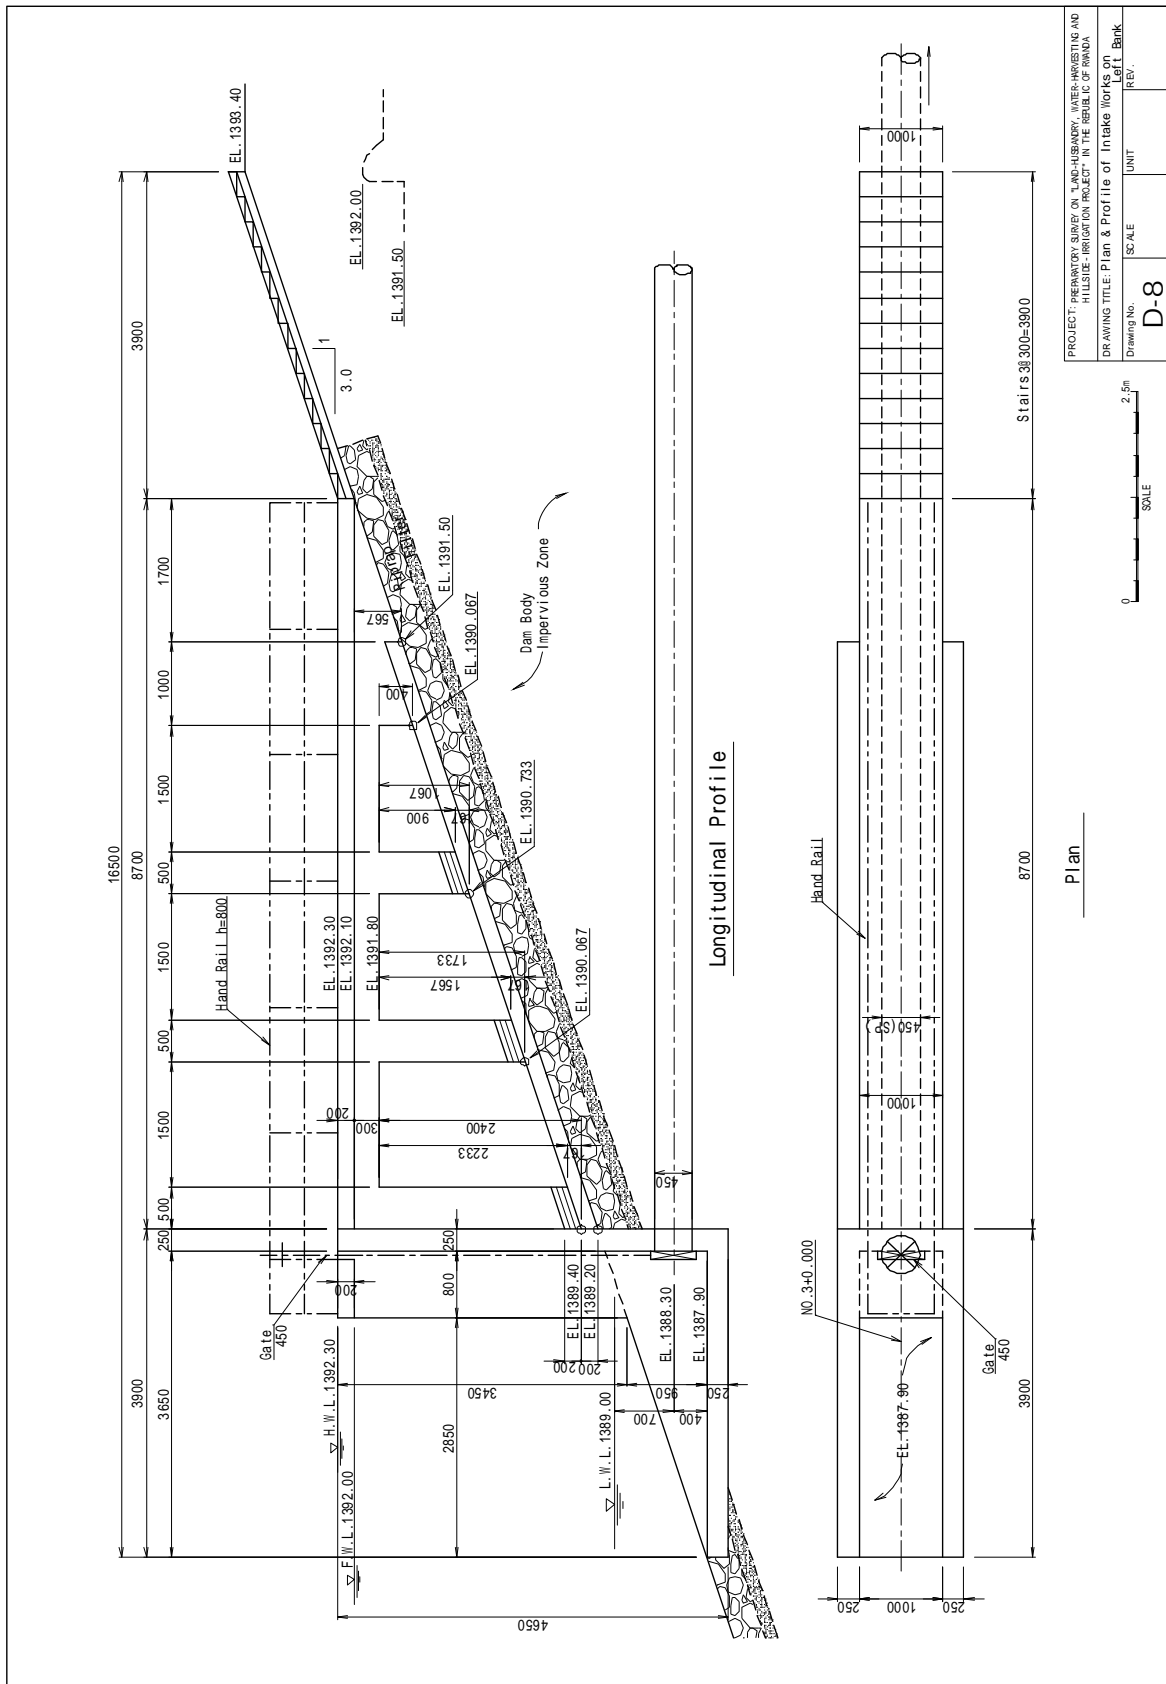 16500
3900
8700
3900
3650
250
500
1500
500
1500
500
1500
1000
1700
Hand Rail h=800
EL.1393.40
EL.1392.00
EL.1391.50
1
3.0
Gate
450
H.W.L.1392.30
F.W.L.1392.00
L.W.L.1389.00
EL.1392.30
EL.1392.10
EL.1391.80
200
200
300
2400
2233
167
1733
1567
167
1067
900
167
400
567
Riprap
EL.1391.50
EL.1390.067
EL.1390.733
EL.1390.067
Dam Body
Impervious Zone
2850
800
250
EL.1389.40
EL.1389.20
EL.1388.30
EL.1387.90
200
200
3450
950
250
700
400
450
4650
Longitudinal Profile
Hand Rail
NO.3+0.000
Gate
450
EL.1387.90
250
1000
250
1000
450(SP)
1000
3900
8700
Stairs
300=3900
Plan
0
2.5m
SCALE
PROJECT: PREPARATORY SURVEY ON "LAND-HUSBANDRY, WATER-HARVESTING AND
HILLSIDE-IRRIGATION PROJECT" IN THE REPUBLIC OF RWANDA
DRAWING TITLE: Plan & Profile of Intake Works on
Left Bank
Drawing No.
D-8
SCALE
UNIT
REV.